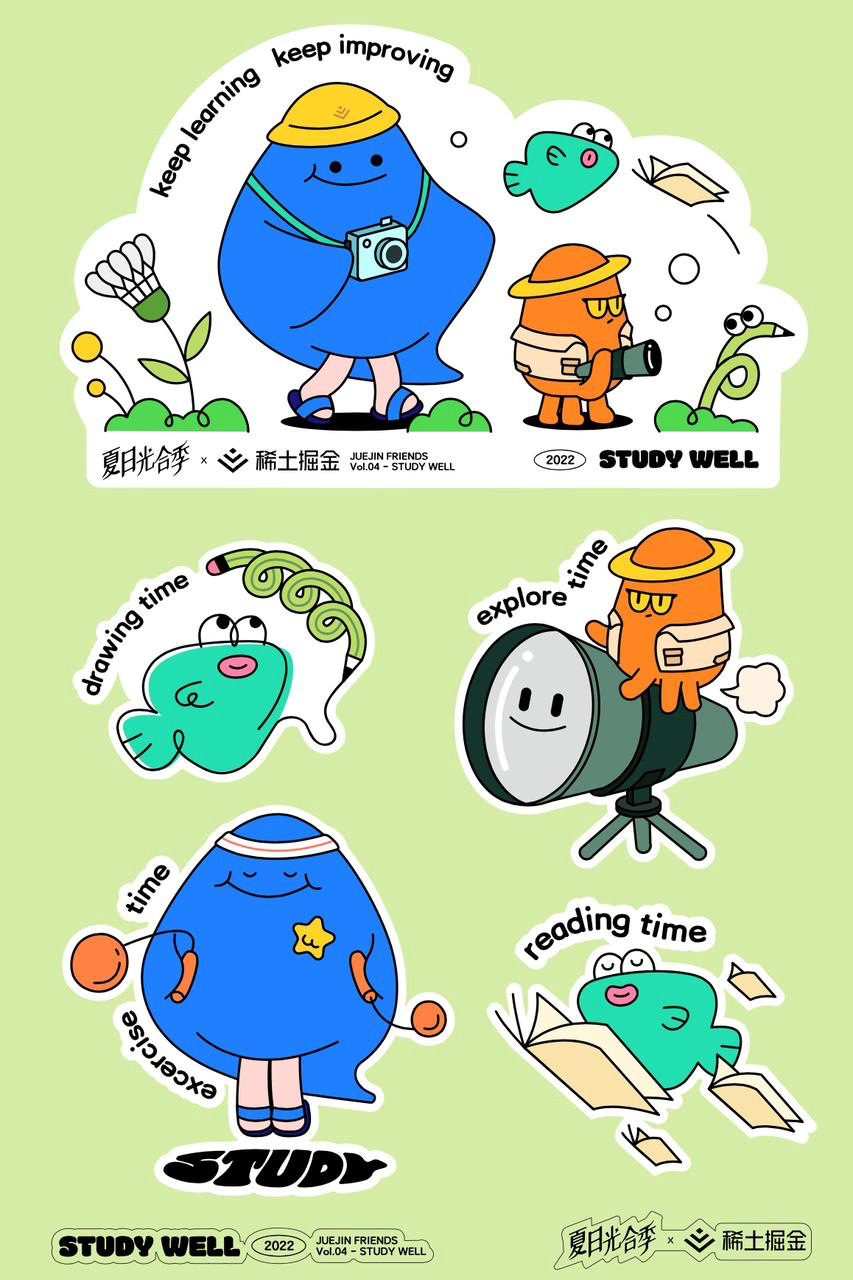 keep learning keep improving
夏日光合季 x 稀土掘金 JUEJIN FRIENDS
Vol.04 - STUDY WELL
2022 STUDY WELL
drawing time
explore time
excercise time
STUDY
reading time
STUDY WELL 2022 JUEJIN FRIENDS
Vol.04 - STUDY WELL
夏日光合季 x 稀土掘金